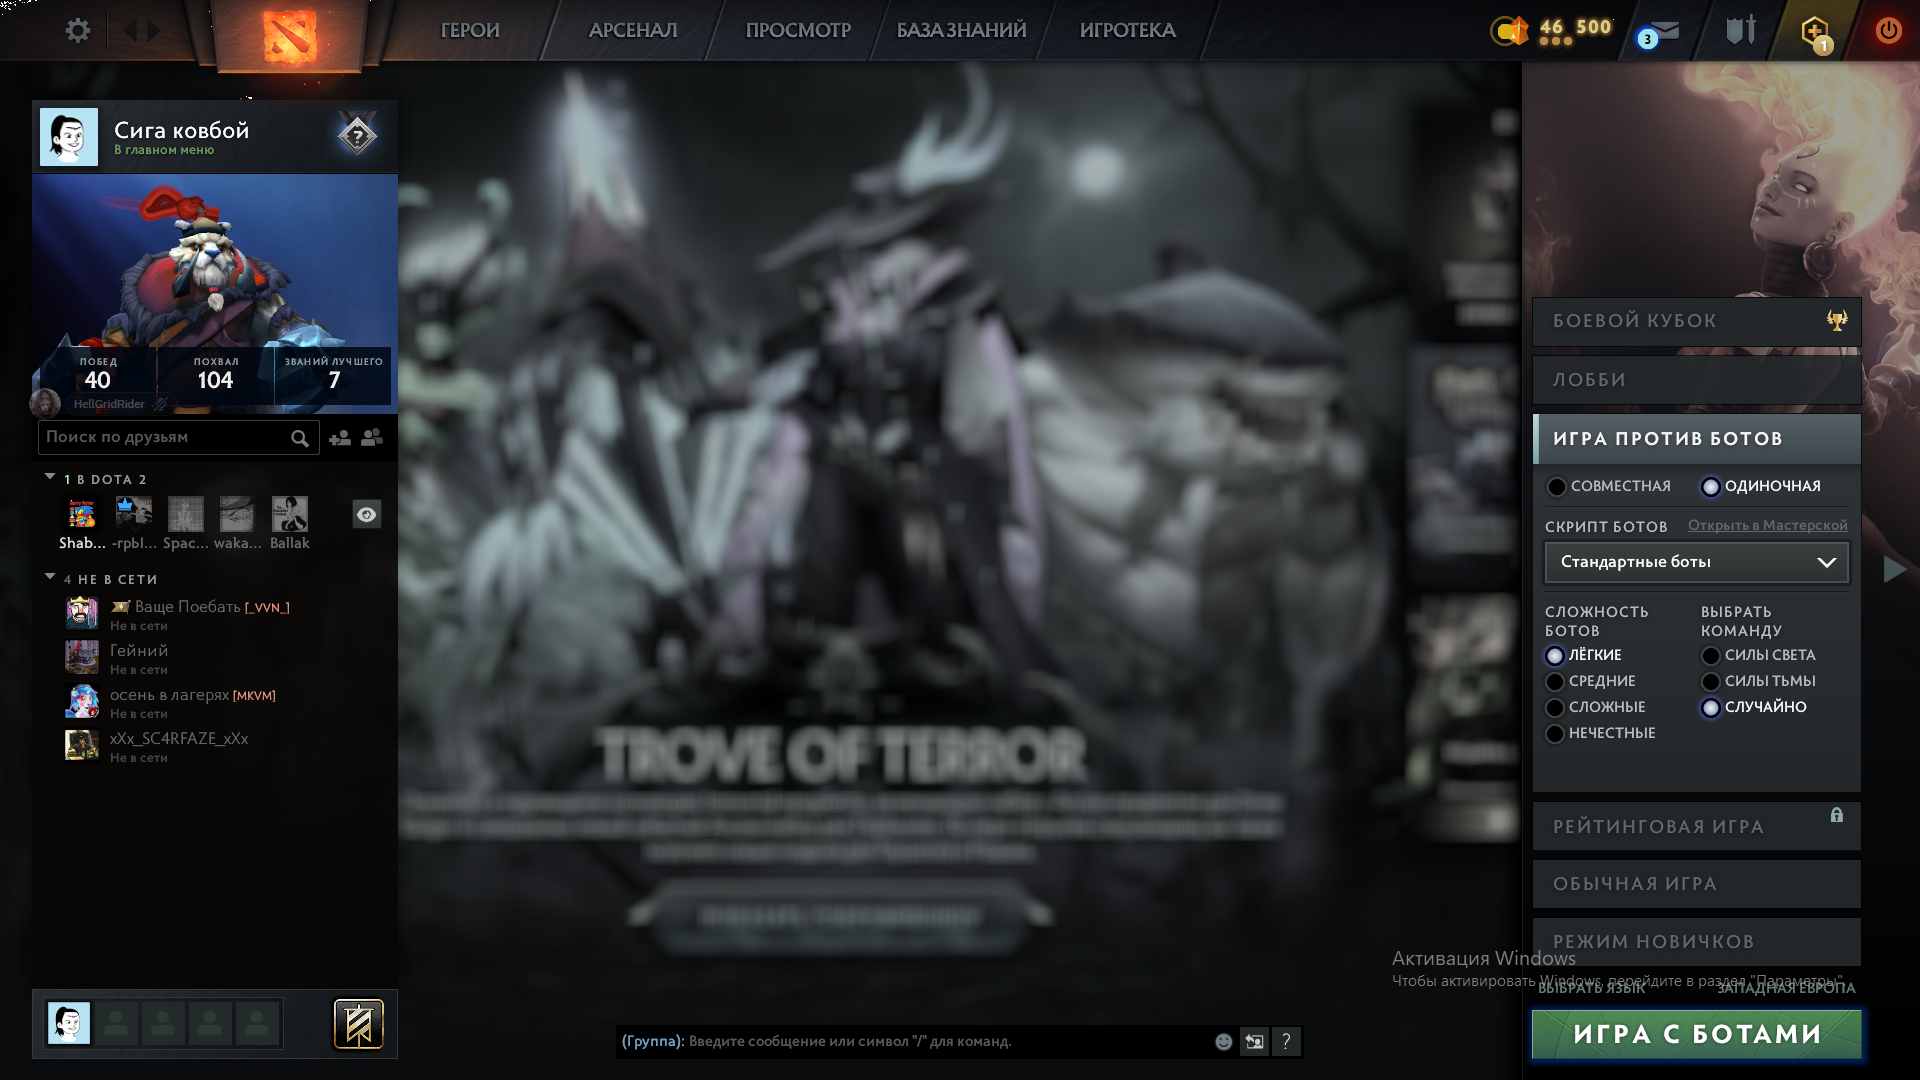 ГЕРОИ
АРСЕНАЛ
ПРОСМОТР
БАЗА ЗНАНИЙ
ИГРОТЕКА
46 500
3
1
Сига ковбой
В главном меню
?
ПОБЕД
40
ПОХВАЛ
104
ЗВАНИЙ ЛУЧШЕГО
7
HellGridRider
Поиск по друзьям
1 В DOTA 2
Shab...
-грЫ...
Spac...
waka...
Ballak
4 НЕ В СЕТИ
Ваще Поебать [_VVN_]
Не в сети
Гейний
Не в сети
осень в лагерях [MKVM]
Не в сети
xXx_SC4RFAZE_xXx
Не в сети
TROVE OF TERROR
(Группа): Введите сообщение или символ "/" для команд.
?
БОЕВОЙ КУБОК
ЛОББИ
ИГРА ПРОТИВ БОТОВ
СОВМЕСТНАЯ
ОДИНОЧНАЯ
СКРИПТ БОТОВ
Открыть в Мастерской
Стандартные боты
СЛОЖНОСТЬ
БОТОВ
ЛЁГКИЕ
СРЕДНИЕ
СЛОЖНЫЕ
НЕЧЕСТНЫЕ
ВЫБРАТЬ
КОМАНДУ
СИЛЫ СВЕТА
СИЛЫ ТЬМЫ
СЛУЧАЙНО
РЕЙТИНГОВАЯ ИГРА
ОБЫЧНАЯ ИГРА
РЕЖИМ НОВИЧКОВ
Активация Windows
Чтобы активировать Windows, перейдите в раздел "Параметры".
ВЫБРАТЬ ЯЗЫК
ЗАПАДНАЯ ЕВРОПА
ИГРА С БОТАМИ